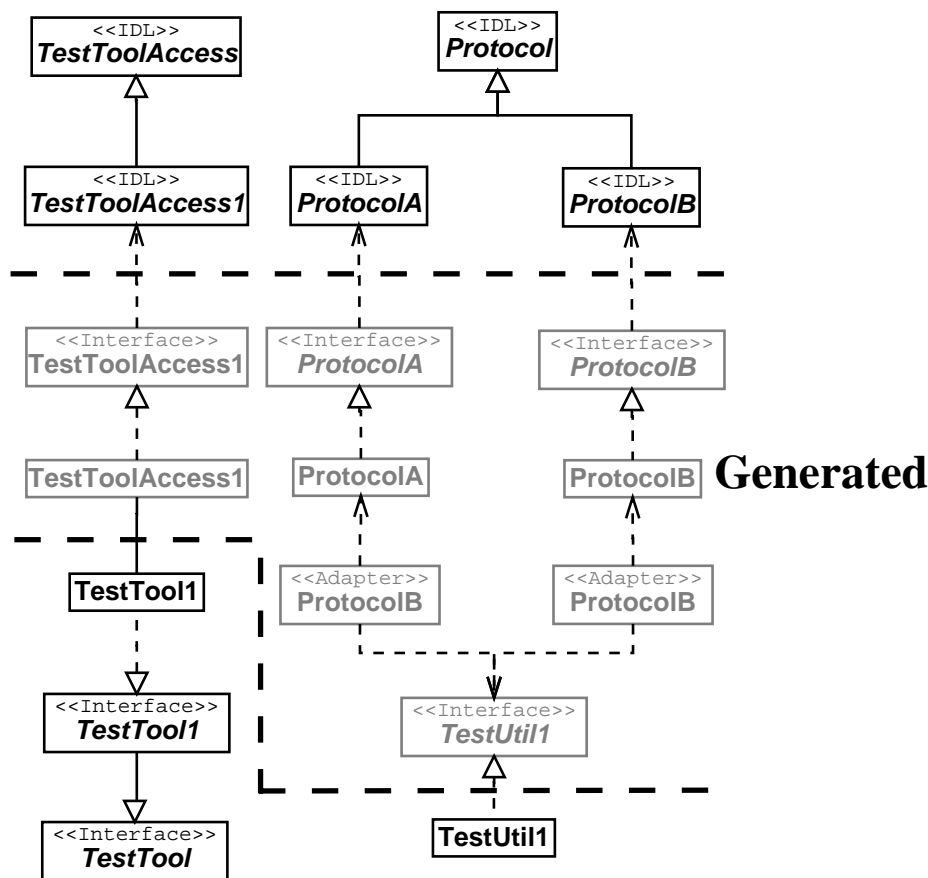 <<IDL>>
TestToolAccess
<<IDL>>
Protocol
<<IDL>>
TestToolAccess1
<<IDL>>
ProtocolA
<<IDL>>
ProtocolB
<<Interface>>
TestToolAccess1
<<Interface>>
ProtocolA
<<Interface>>
ProtocolB
TestToolAccess1
ProtocolA
ProtocolB
Generated
TestTool1
<<Adapter>>
ProtocolB
<<Adapter>>
ProtocolB
<<Interface>>
TestTool1
<<Interface>>
TestUtil1
<<Interface>>
TestTool
TestUtil1